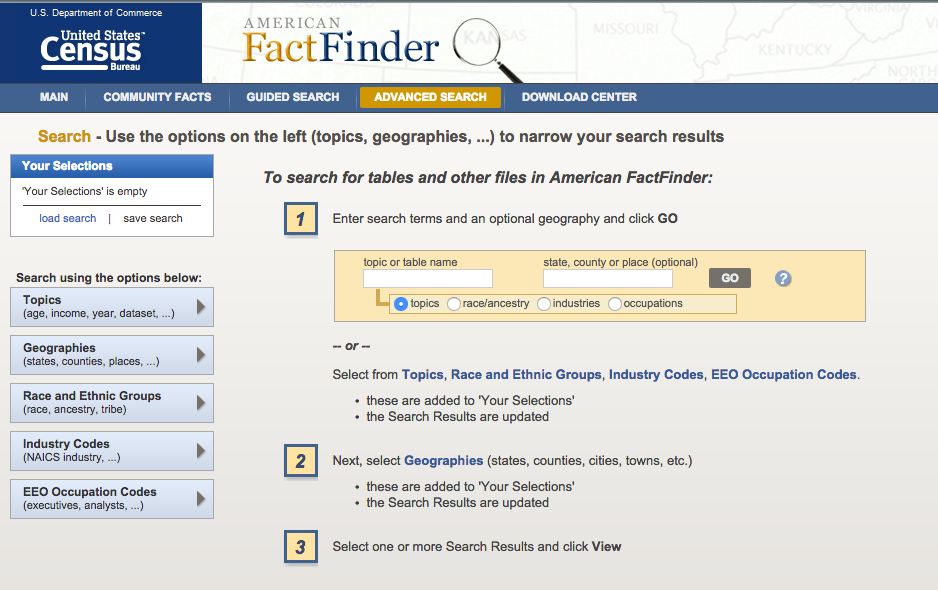 U.S. Department of Commerce
United States™
Census
Bureau
AMERICAN
FactFinder
COLORADO
KANSAS
MISSOURI
KENTUCKY
VIRGINIA
NORTH
MAIN
COMMUNITY FACTS
GUIDED SEARCH
ADVANCED SEARCH
DOWNLOAD CENTER
Search - Use the options on the left (topics, geographies, ...) to narrow your search results
Your Selections
'Your Selections' is empty
load search | save search
Search using the options below:
Topics
(age, income, year, dataset, ...)
Geographies
(states, counties, places, ...)
Race and Ethnic Groups
(race, ancestry, tribe)
Industry Codes
(NAICS industry, ...)
EEO Occupation Codes
(executives, analysts, ...)
To search for tables and other files in American FactFinder:
1 Enter search terms and an optional geography and click GO
topic or table name state, county or place (optional)
GO ?
topics race/ancestry industries occupations
-- or --
Select from Topics, Race and Ethnic Groups, Industry Codes, EEO Occupation Codes.
• these are added to 'Your Selections'
• the Search Results are updated
2 Next, select Geographies (states, counties, cities, towns, etc.)
• these are added to 'Your Selections'
• the Search Results are updated
3 Select one or more Search Results and click View